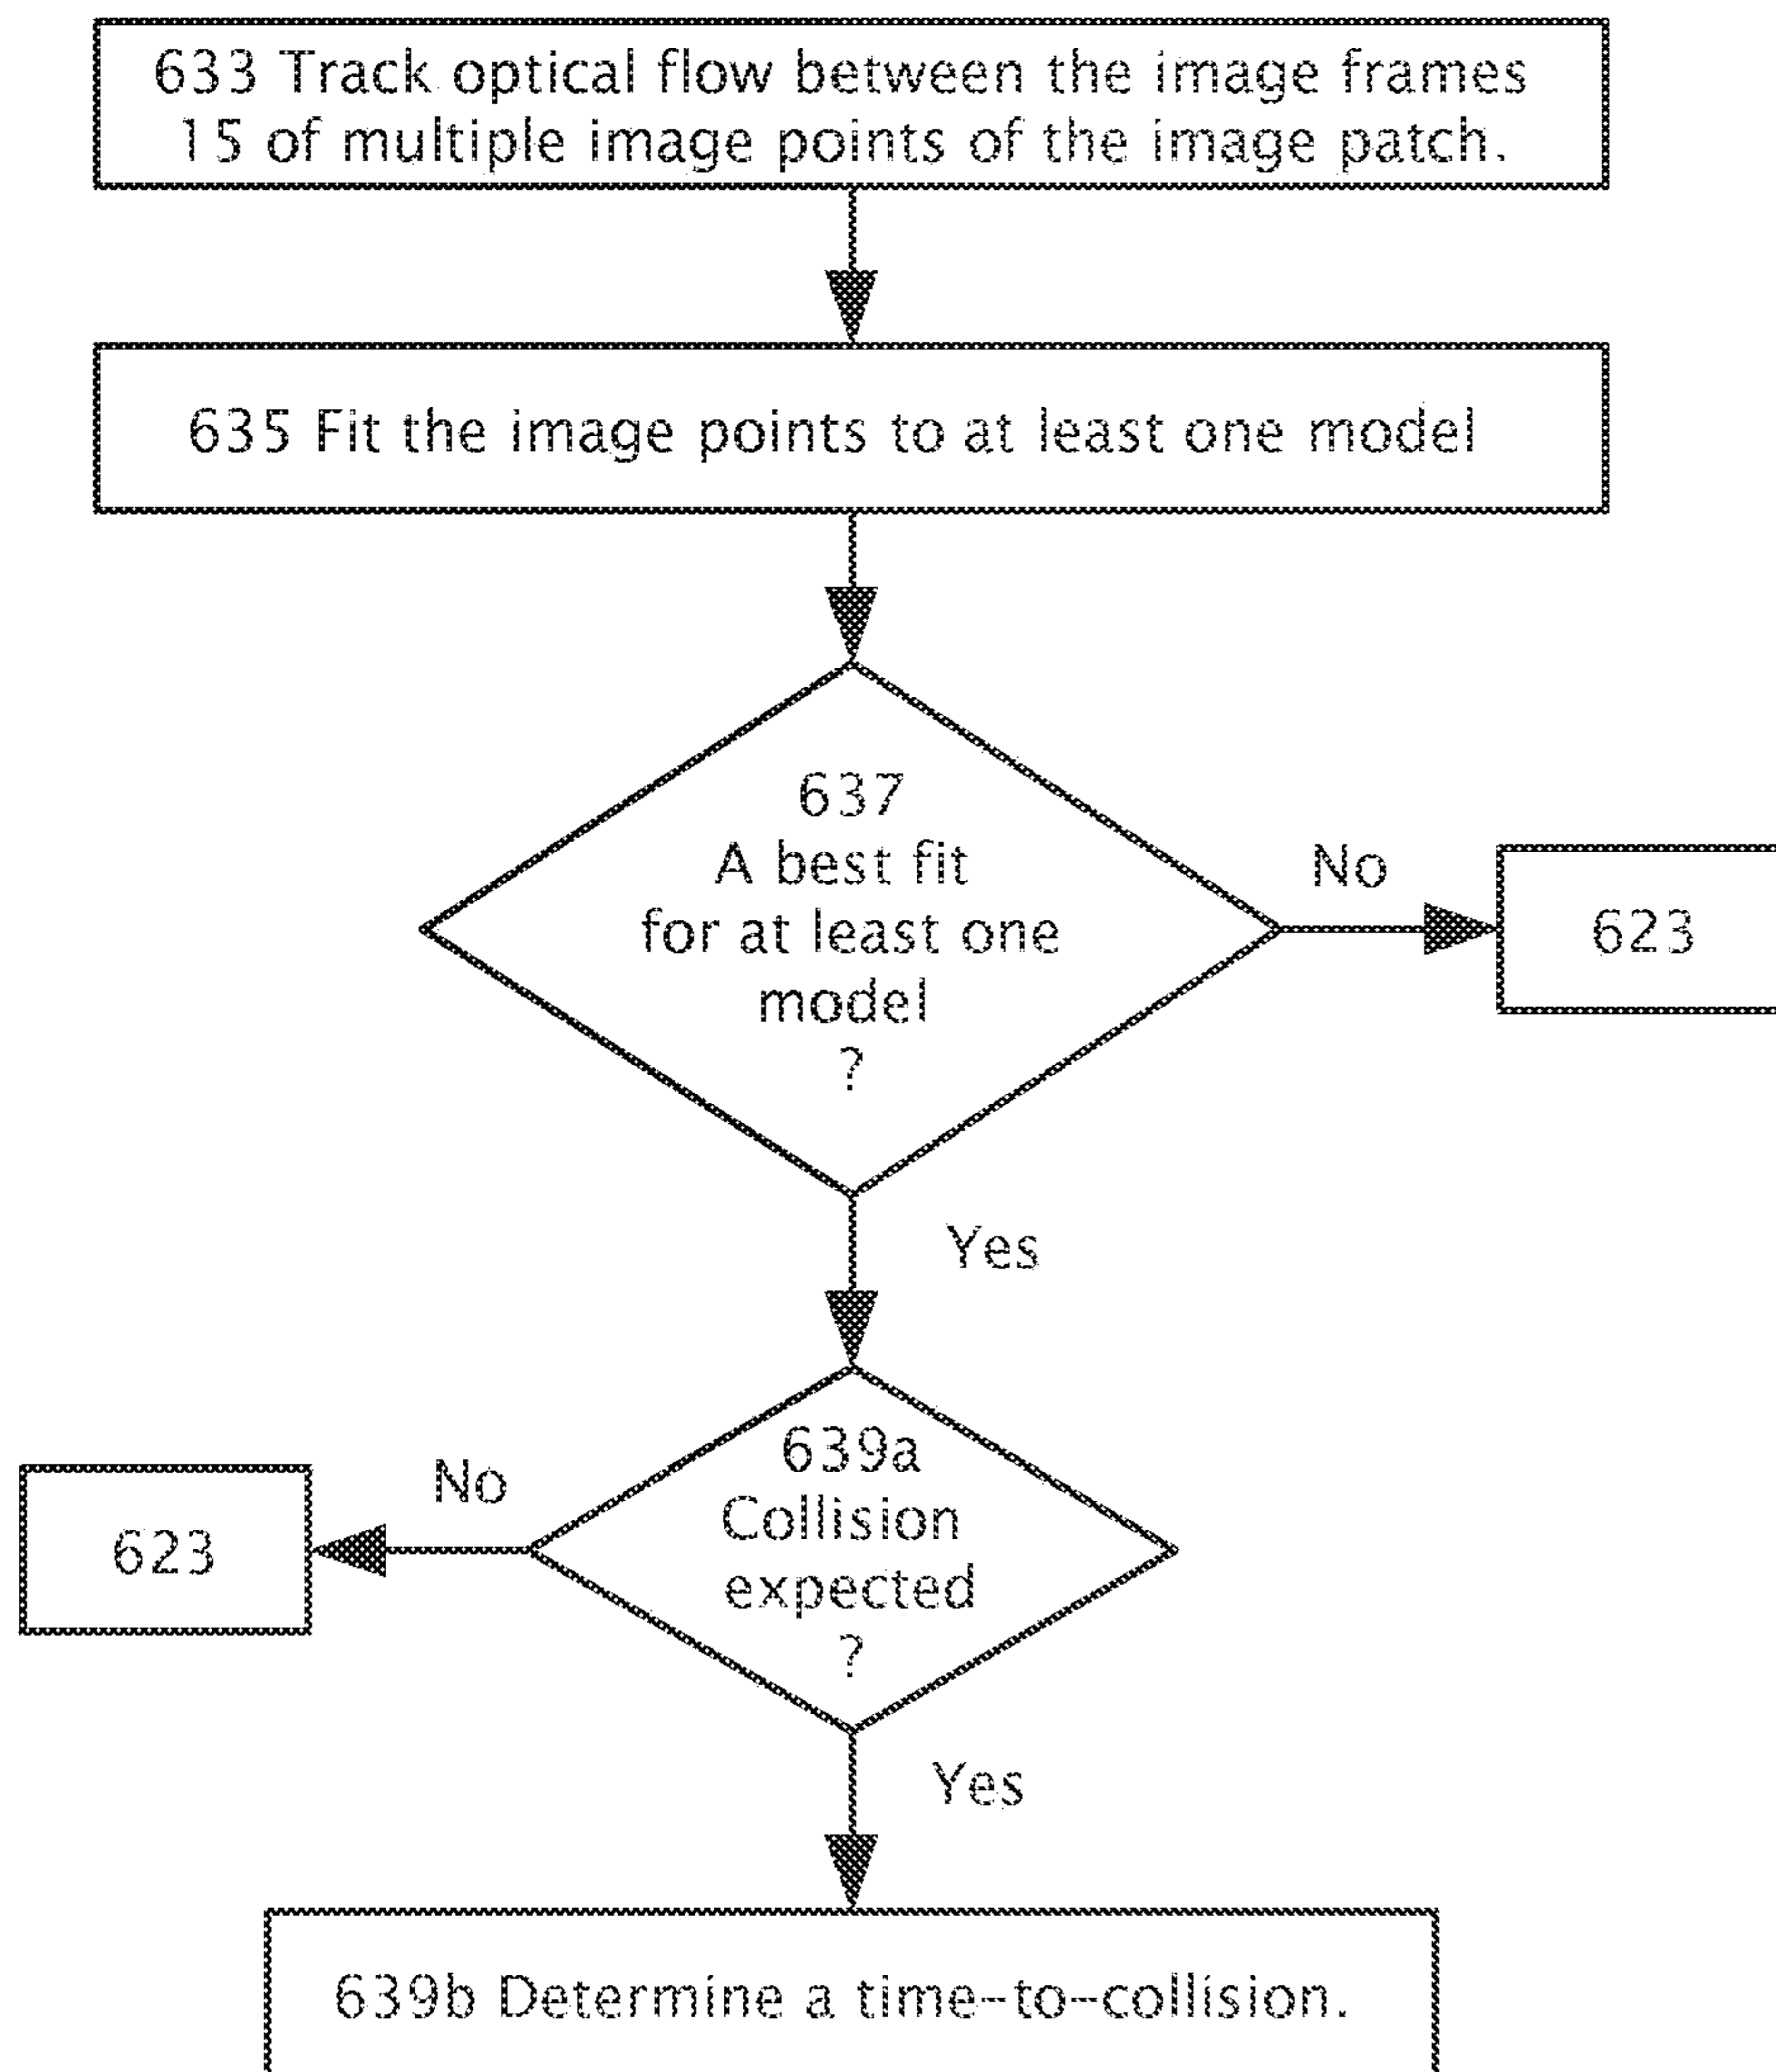 633 Track optical flow between the image frames
15 of multiple image points of the image patch.
635 Fit the image points to at least one model
637
A best fit
for at least one
model
?
No
623
Yes
639a
Collision
expected
?
No
623
Yes
639b Determine a time-to-collision.